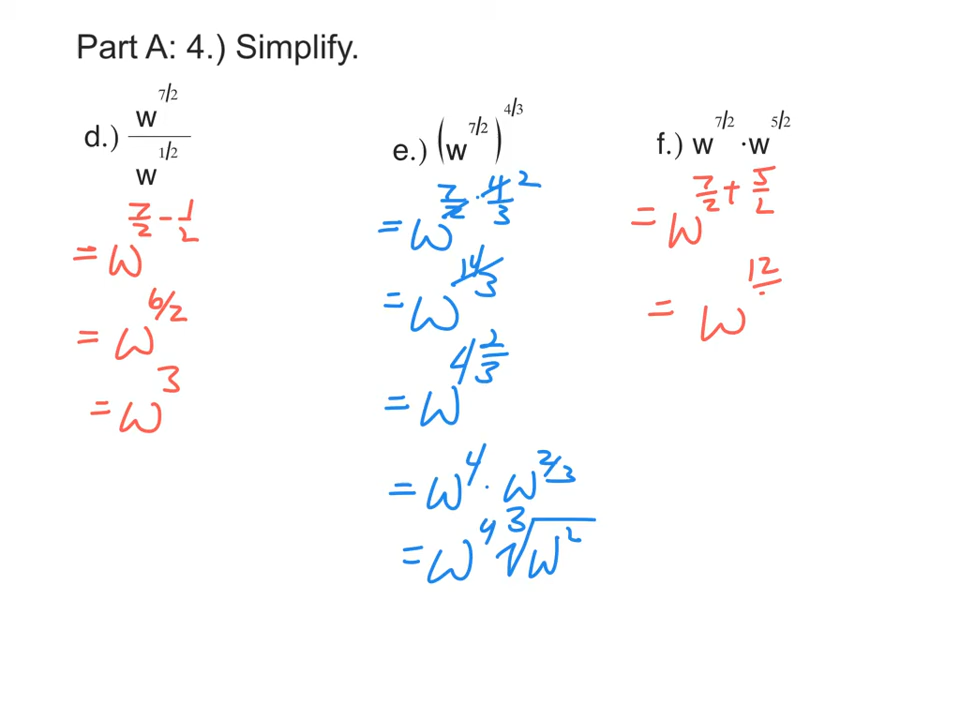 Part A: 4.) Simplify.
d.) w^7/2 / w^1/2
= w^7/2 - 1/2
= w^6/2
= w^3
e.) (w^7/2)^4/3
= w^7/2 · 4/3 2
= w^14/3
= w^4 2/3
= w^4 · w^2/3
= w^4 ³√w^2
f.) w^7/2 · w^5/2
= w^7/2 + 5/2
= w^12/